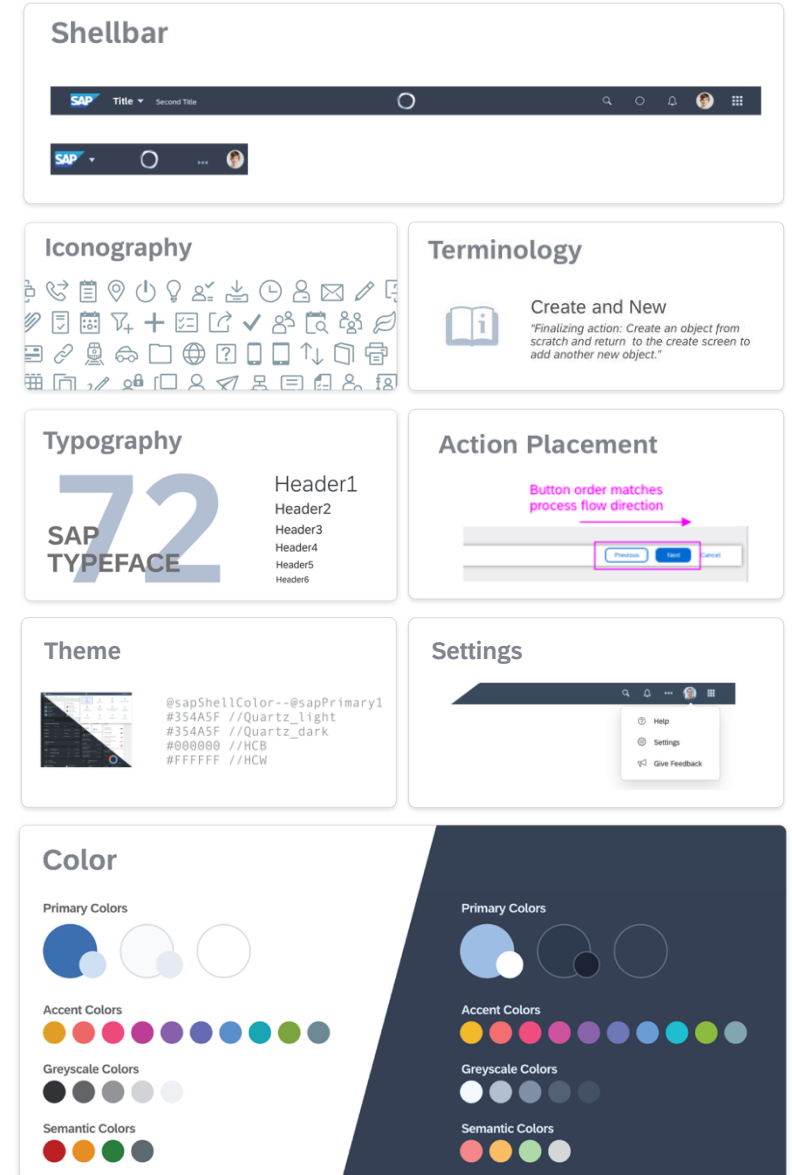 Shellbar
SAP Title Second Title
SAP
Iconography
Terminology
Create and New
"Finalizing action: Create an object from
scratch and return to the create screen to
add another new object."
Typography
72
SAP
TYPEFACE
Header1
Header2
Header3
Header4
Header5
Header6
Action Placement
Button order matches
process flow direction
Previous Next Cancel
Theme
@sapShellColor--@sapPrimary1
#354A5F //Quartz_light
#354A5F //Quartz_dark
#000000 //HCB
#FFFFFF //HCW
Settings
Help
Settings
Give Feedback
Color
Primary Colors
Accent Colors
Greyscale Colors
Semantic Colors
Primary Colors
Accent Colors
Greyscale Colors
Semantic Colors